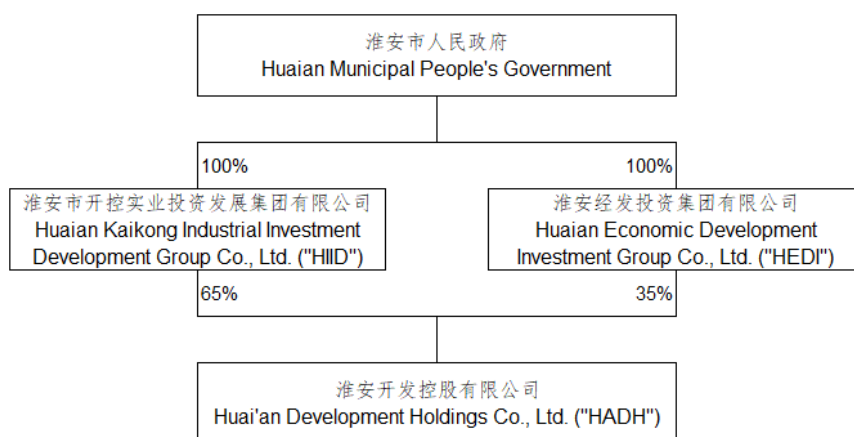 淮安市人民政府
Huaian Municipal People's Government
100%
100%
淮安市开控实业投资发展集团有限公司
Huaian Kaikong Industrial Investment
Development Group Co., Ltd. ("HIID")
淮安经发投资集团有限公司
Huaian Economic Development
Investment Group Co., Ltd. ("HEDI")
65%
35%
淮安开发控股有限公司
Huai'an Development Holdings Co., Ltd. ("HADH")